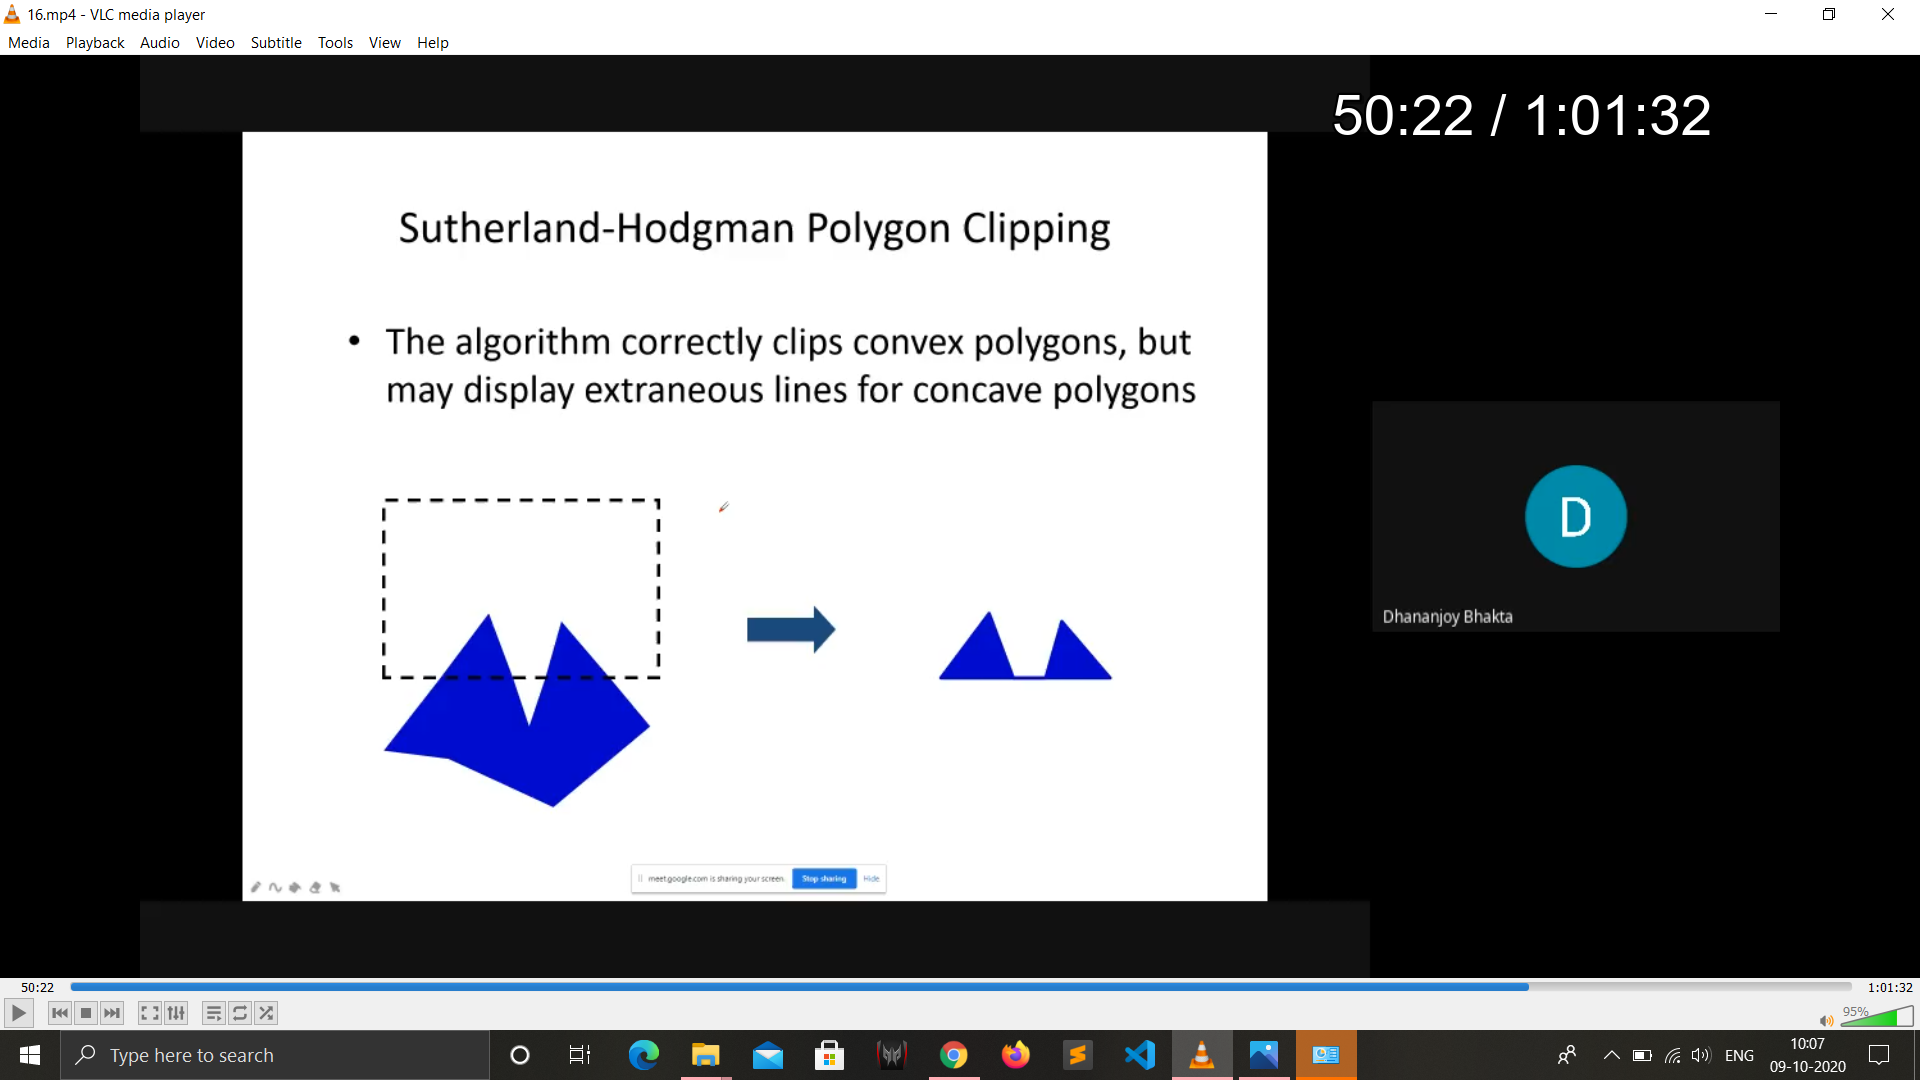 16.mp4 - VLC media player
Media Playback Audio Video Subtitle Tools View Help
50:22 / 1:01:32
Sutherland-Hodgman Polygon Clipping
• The algorithm correctly clips convex polygons, but
may display extraneous lines for concave polygons
D
Dhananjoy Bhakta
meet.google.com is sharing your screen. Stop sharing Hide
50:22 1:01:32
95%
Type here to search
ENG
10:07
09-10-2020